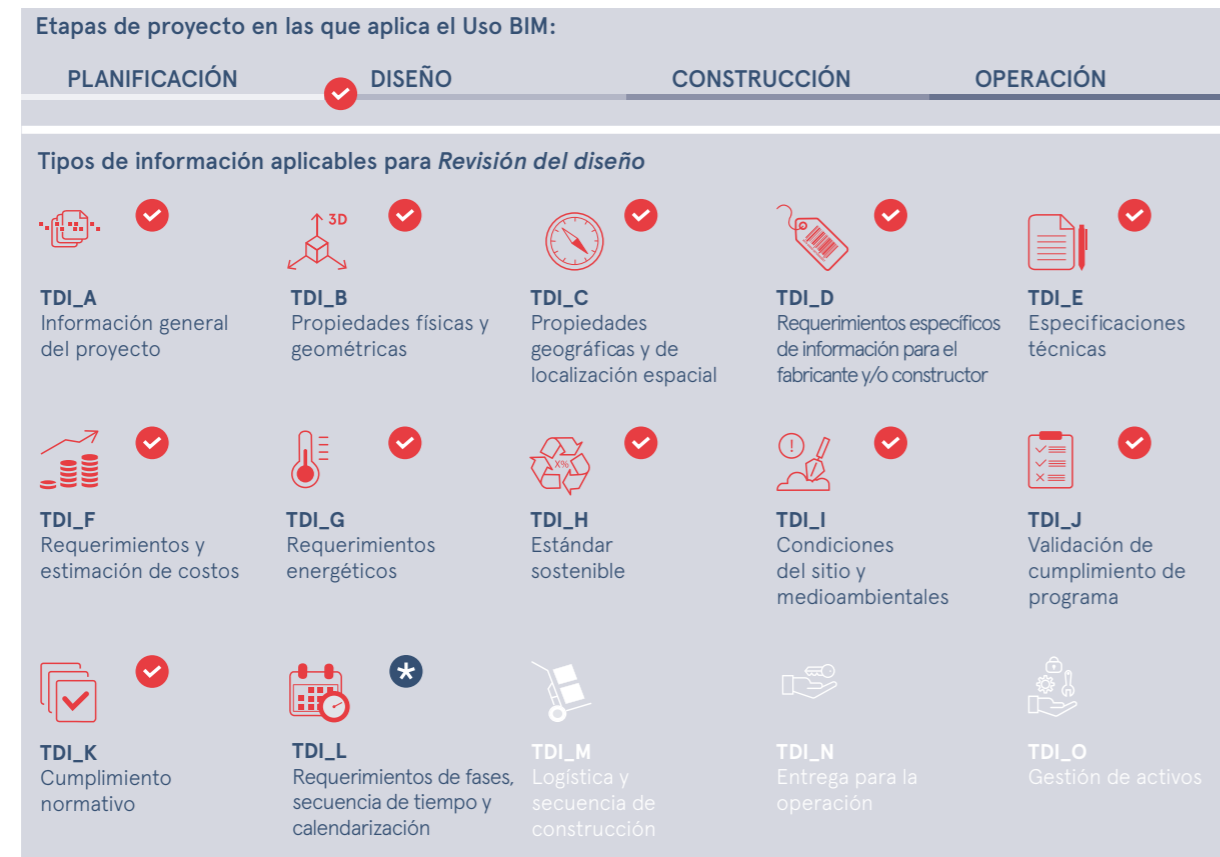 Etapas de proyecto en las que aplica el Uso BIM:
PLANIFICACIÓN DISEÑO CONSTRUCCIÓN OPERACIÓN
Tipos de información aplicables para Revisión del diseño
3D
TDI_A
Información general
del proyecto
TDI_B
Propiedades físicas y
geométricas
TDI_C
Propiedades
geográficas y de
localización espacial
TDI_D
Requerimientos específicos
de información para el
fabricante y/o constructor
TDI_E
Especificaciones
técnicas
TDI_F
Requerimientos y
estimación de costos
TDI_G
Requerimientos
energéticos
X%
TDI_H
Estándar
sostenible
TDI_I
Condiciones
del sitio y
medioambientales
TDI_J
Validación de
cumplimiento de
programa
TDI_K
Cumplimiento
normativo
TDI_L
Requerimientos de fases,
secuencia de tiempo y
calendarización
TDI_M
Logística y
secuencia de
construcción
TDI_N
Entrega para la
operación
TDI_O
Gestión de activos